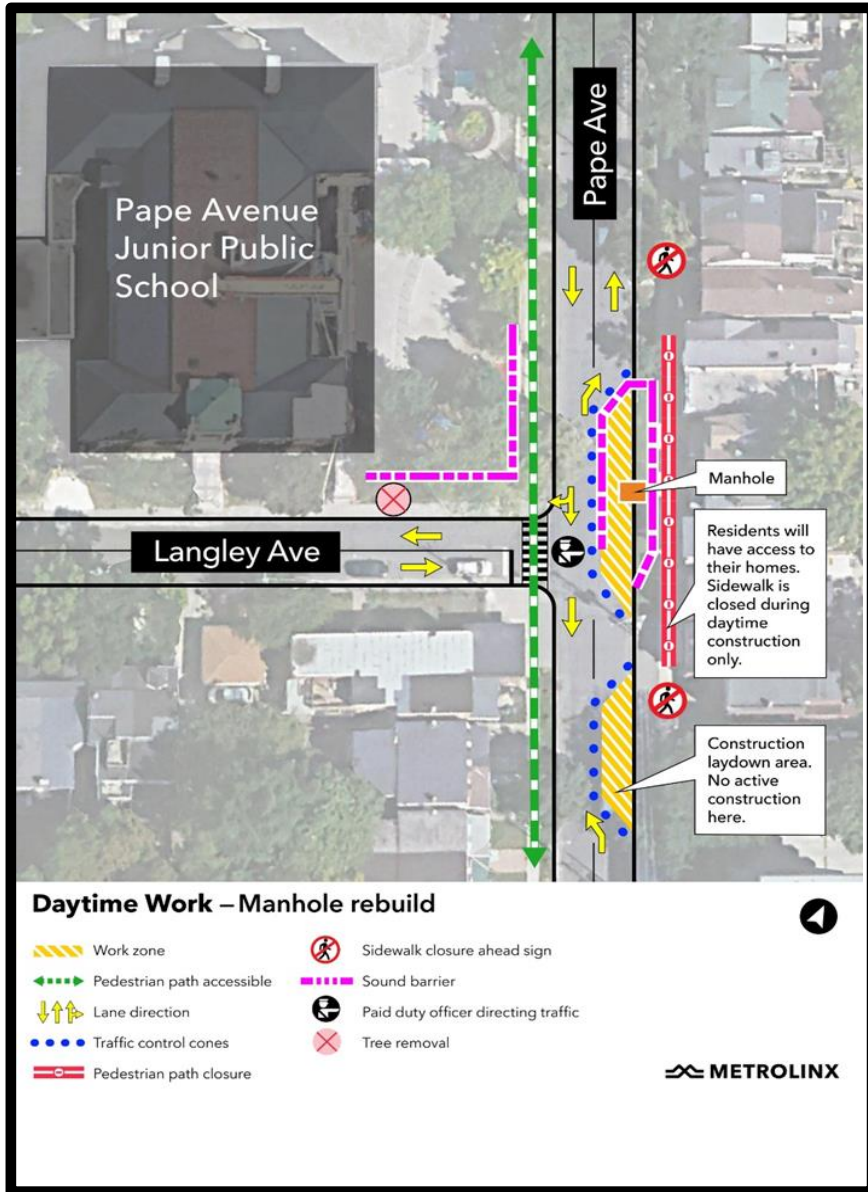 Pape Avenue
Junior Public
School
Pape Ave
Manhole
Langley Ave
Residents will
have access to
their homes.
Sidewalk is
closed during
daytime
construction
only.
Construction
laydown area.
No active
construction
here.
Daytime Work – Manhole rebuild
Work zone
Pedestrian path accessible
Lane direction
Traffic control cones
Pedestrian path closure
Sidewalk closure ahead sign
Sound barrier
Paid duty officer directing traffic
Tree removal
METROLINX